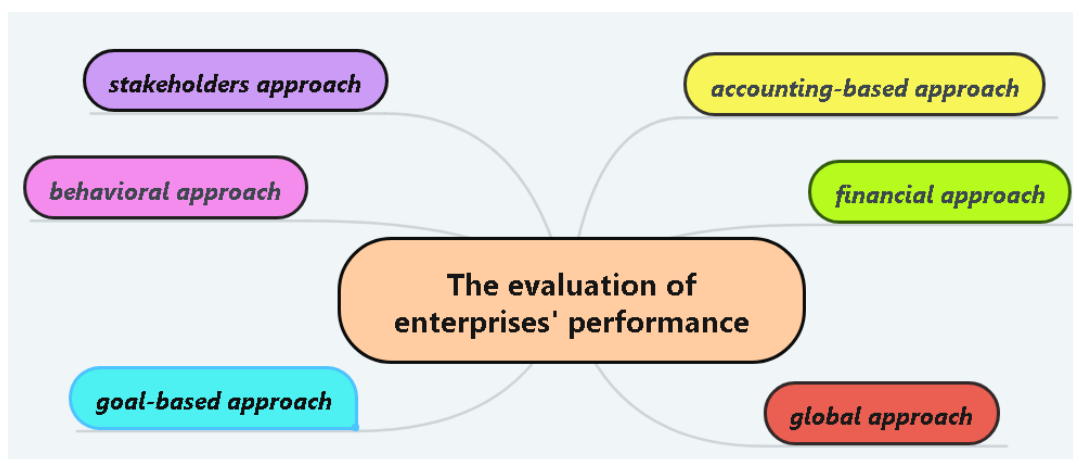 stakeholders approach
accounting-based approach
behavioral approach
financial approach
The evaluation of
enterprises' performance
goal-based approach
global approach